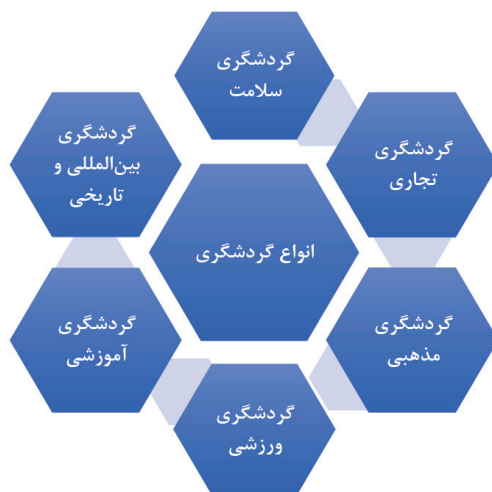 گردشگری
سلامت
گردشگری
تجاری
گردشگری
مذهبی
گردشگری
ورزشی
گردشگری
آموزشی
گردشگری
بین‌المللی و
تاریخی
انواع گردشگری